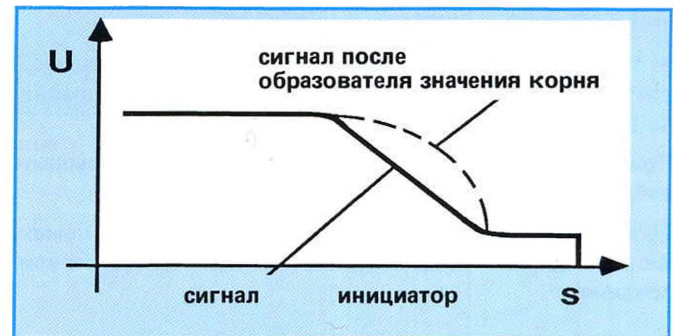 U
сигнал после
образователя значения корня
сигнал инициатор S